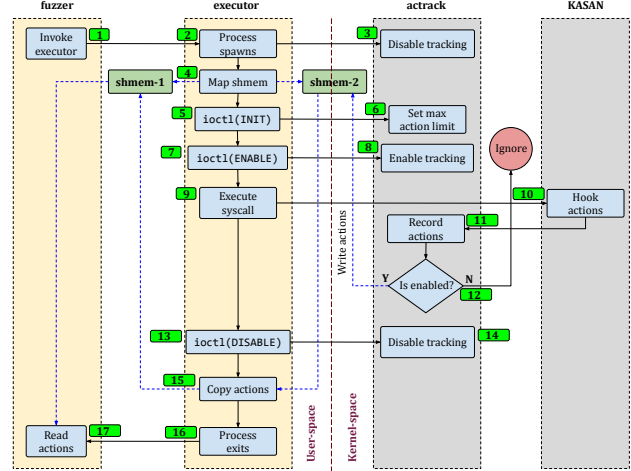 fuzzer
executor
actrack
KASAN
1
Invoke
executor
2
Process
spawns
3
Disable tracking
shmem-1
4
Map shmem
shmem-2
5
ioctl(INIT)
6
Set max
action limit
7
ioctl(ENABLE)
8
Enable tracking
Ignore
9
Execute
syscall
10
Hook
actions
11
Record
actions
Write actions
Y
Is enabled?
N
12
13
ioctl(DISABLE)
Disable tracking
14
15
Copy actions
User-space
Kernel-space
17
Read
actions
16
Process
exits